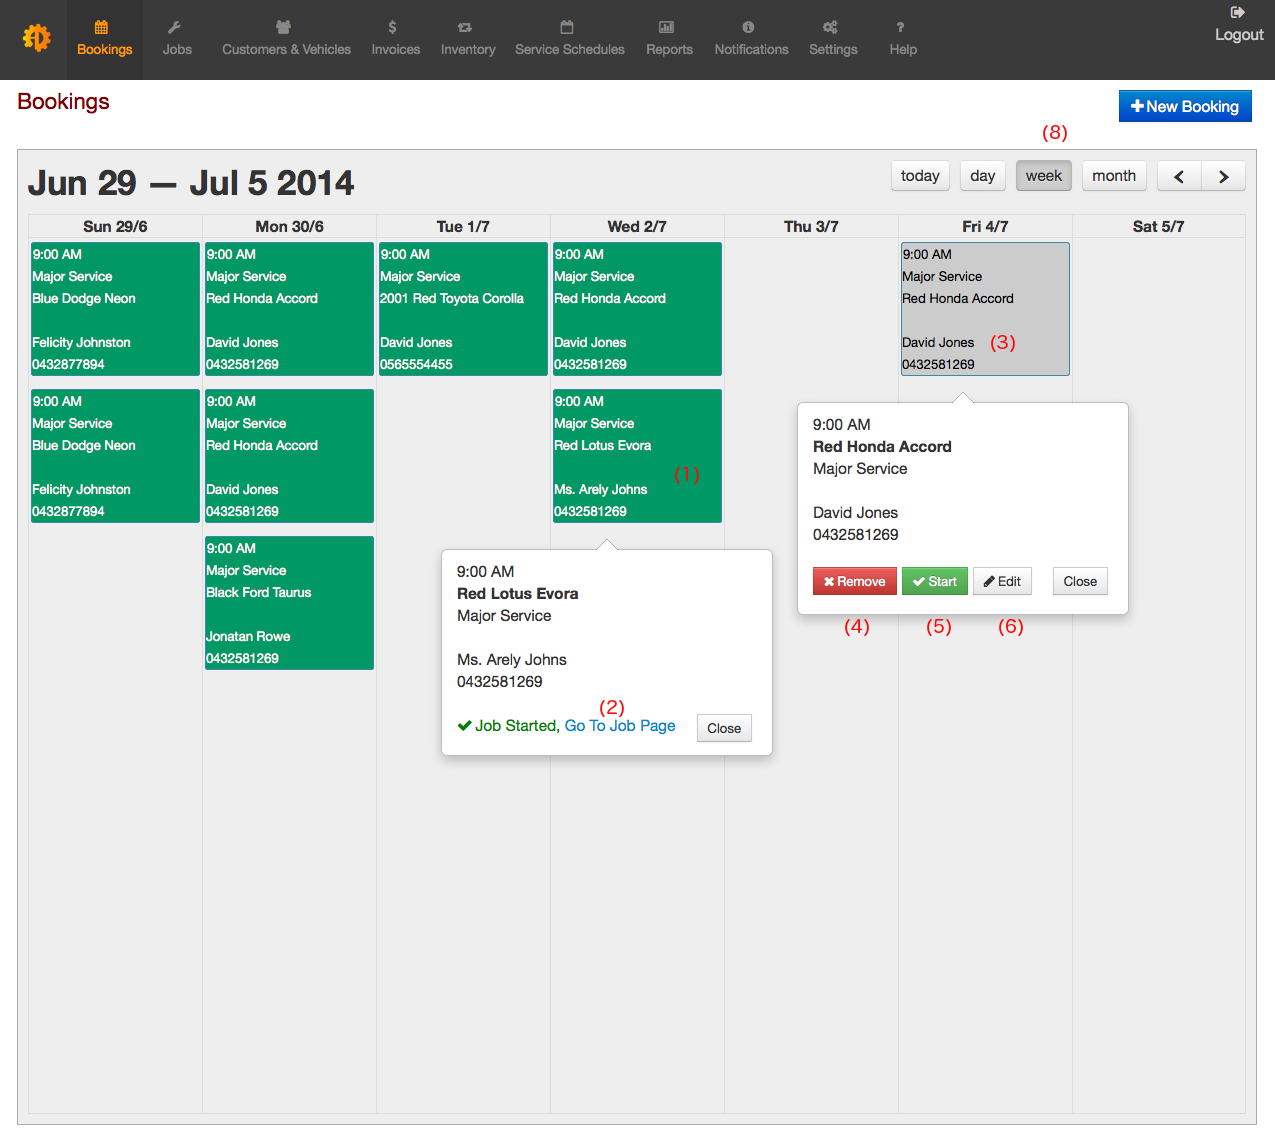 Bookings
Jobs
Customers & Vehicles
Invoices
Inventory
Service Schedules
Reports
Notifications
Settings
Help
Logout
Bookings
New Booking
(8)
Jun 29 — Jul 5 2014
today
day
week
month
Sun 29/6
Mon 30/6
Tue 1/7
Wed 2/7
Thu 3/7
Fri 4/7
Sat 5/7
9:00 AM
Major Service
Blue Dodge Neon
Felicity Johnston
0432877894
9:00 AM
Major Service
Blue Dodge Neon
Felicity Johnston
0432877894
9:00 AM
Major Service
Red Honda Accord
David Jones
0432581269
9:00 AM
Major Service
Red Honda Accord
David Jones
0432581269
9:00 AM
Major Service
Black Ford Taurus
Jonatan Rowe
0432581269
9:00 AM
Major Service
2001 Red Toyota Corolla
David Jones
0565554455
9:00 AM
Major Service
Red Honda Accord
David Jones
0432581269
9:00 AM
Major Service
Red Lotus Evora
(1)
Ms. Arely Johns
0432581269
9:00 AM
Red Lotus Evora
Major Service
Ms. Arely Johns
0432581269
(2)
Job Started, Go To Job Page
Close
9:00 AM
Major Service
Red Honda Accord
David Jones (3)
0432581269
9:00 AM
Red Honda Accord
Major Service
David Jones
0432581269
Remove
Start
Edit
Close
(4)
(5)
(6)